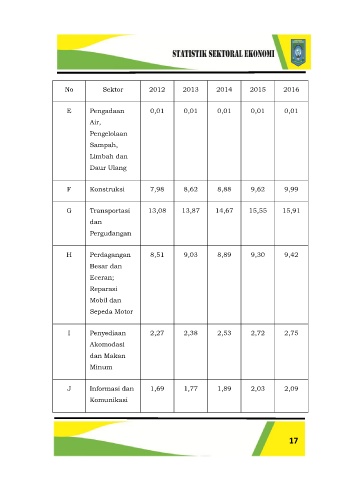 STATISTIK SEKTORAL EKONOMI
No Sektor 2012 2013 2014 2015 2016
E Pengadaan 0,01 0,01 0,01 0,01 0,01
Air,
Pengelolaan
Sampah,
Limbah dan
Daur Ulang
F Konstruksi 7,98 8,62 8,88 9,62 9,99
G Transportasi 13,08 13,87 14,67 15,55 15,91
dan
Pergudangan
H Perdagangan 8,51 9,03 8,89 9,30 9,42
Besar dan
Eceran;
Reparasi
Mobil dan
Sepeda Motor
I Penyediaan 2,27 2,38 2,53 2,72 2,75
Akomodasi
dan Makan
Minum
J Informasi dan 1,69 1,77 1,89 2,03 2,09
Komunikasi
17